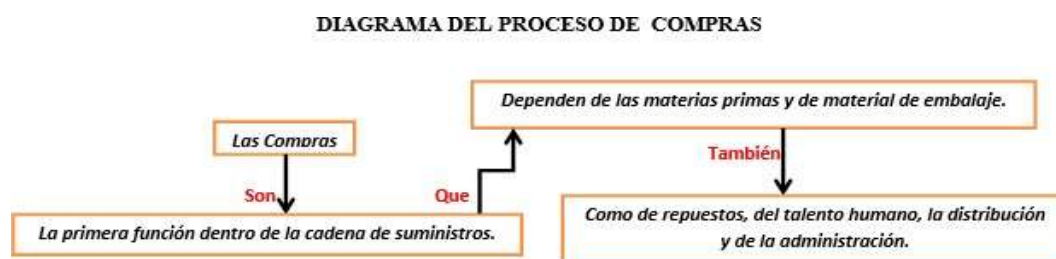 DIAGRAMA DEL PROCESO DE COMPRAS
Las Compras
Son
La primera función dentro de la cadena de suministros.
Que
Dependen de las materias primas y de material de embalaje.
También
Como de repuestos, del talento humano, la distribución
y de la administración.